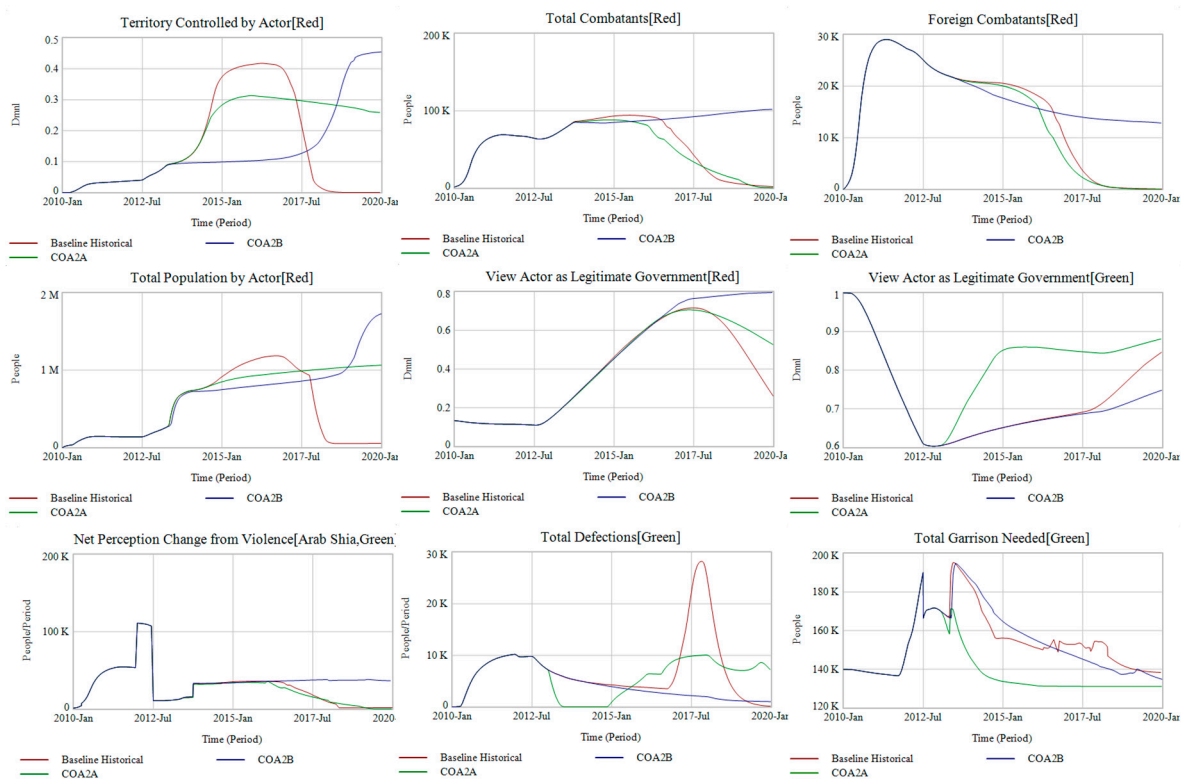 Territory Controlled by Actor[Red]
0.5
0.4
0.3
0.2
0.1
0
Dmnl
2010-Jan 2012-Jul 2015-Jan 2017-Jul 2020-Jan
Time (Period)
Baseline Historical COA2B
COA2A
Total Combatants[Red]
200 K
100 K
0
People
2010-Jan 2012-Jul 2015-Jan 2017-Jul 2020-Jan
Time (Period)
Baseline Historical COA2B
COA2A
Foreign Combatants[Red]
30 K
20 K
10 K
0
People
2010-Jan 2012-Jul 2015-Jan 2017-Jul 2020-Jan
Time (Period)
Baseline Historical COA2B
COA2A
Total Population by Actor[Red]
2 M
1 M
0
People
2010-Jan 2012-Jul 2015-Jan 2017-Jul 2020-Jan
Time (Period)
Baseline Historical COA2B
COA2A
View Actor as Legitimate Government[Red]
0.8
0.6
0.4
0.2
0
Dmnl
2010-Jan 2012-Jul 2015-Jan 2017-Jul 2020-Jan
Time (Period)
Baseline Historical COA2B
COA2A
View Actor as Legitimate Government[Green]
1
0.9
0.8
0.7
0.6
Dmnl
2010-Jan 2012-Jul 2015-Jan 2017-Jul 2020-Jan
Time (Period)
Baseline Historical COA2B
COA2A
Net Perception Change from Violence[Arab Shia,Green]
200 K
100 K
0
People/Period
2010-Jan 2012-Jul 2015-Jan 2017-Jul 2020
Time (Period)
Baseline Historical COA2B
COA2A
Total Defections[Green]
30 K
20 K
10 K
0
People/Period
2010-Jan 2012-Jul 2015-Jan 2017-Jul 2020-Jan
Time (Period)
Baseline Historical COA2B
COA2A
Total Garrison Needed[Green]
200 K
180 K
160 K
140 K
120 K
People
2010-Jan 2012-Jul 2015-Jan 2017-Jul 2020-Jan
Time (Period)
Baseline Historical COA2B
COA2A